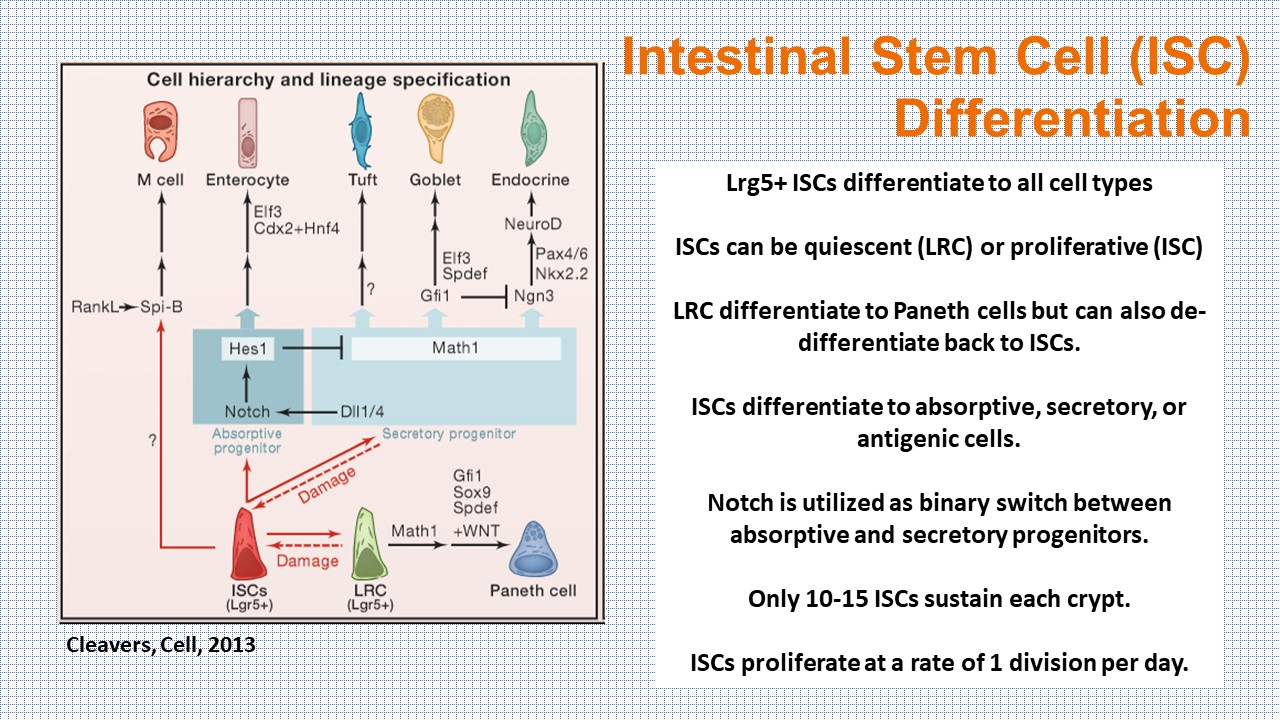 Intestinal Stem Cell (ISC)
Differentiation
Cell hierarchy and lineage specification
M cell
Enterocyte
Tuft
Goblet
Endocrine
Elf3
Cdx2+Hnf4
NeuroD
Elf3
Spdef
Pax4/6
Nkx2.2
RankL
Spi-B
?
Gfi1
Ngn3
Hes1
Math1
Notch
Dll1/4
Absorptive
progenitor
Secretory progenitor
?
Damage
Gfi1
Sox9
Spdef
Math1
+WNT
Damage
ISCs
(Lgr5+)
LRC
(Lgr5+)
Paneth cell
Cleavers, Cell, 2013
Lrg5+ ISCs differentiate to all cell types
ISCs can be quiescent (LRC) or proliferative (ISC)
LRC differentiate to Paneth cells but can also de-
differentiate back to ISCs.
ISCs differentiate to absorptive, secretory, or
antigenic cells.
Notch is utilized as binary switch between
absorptive and secretory progenitors.
Only 10-15 ISCs sustain each crypt.
ISCs proliferate at a rate of 1 division per day.